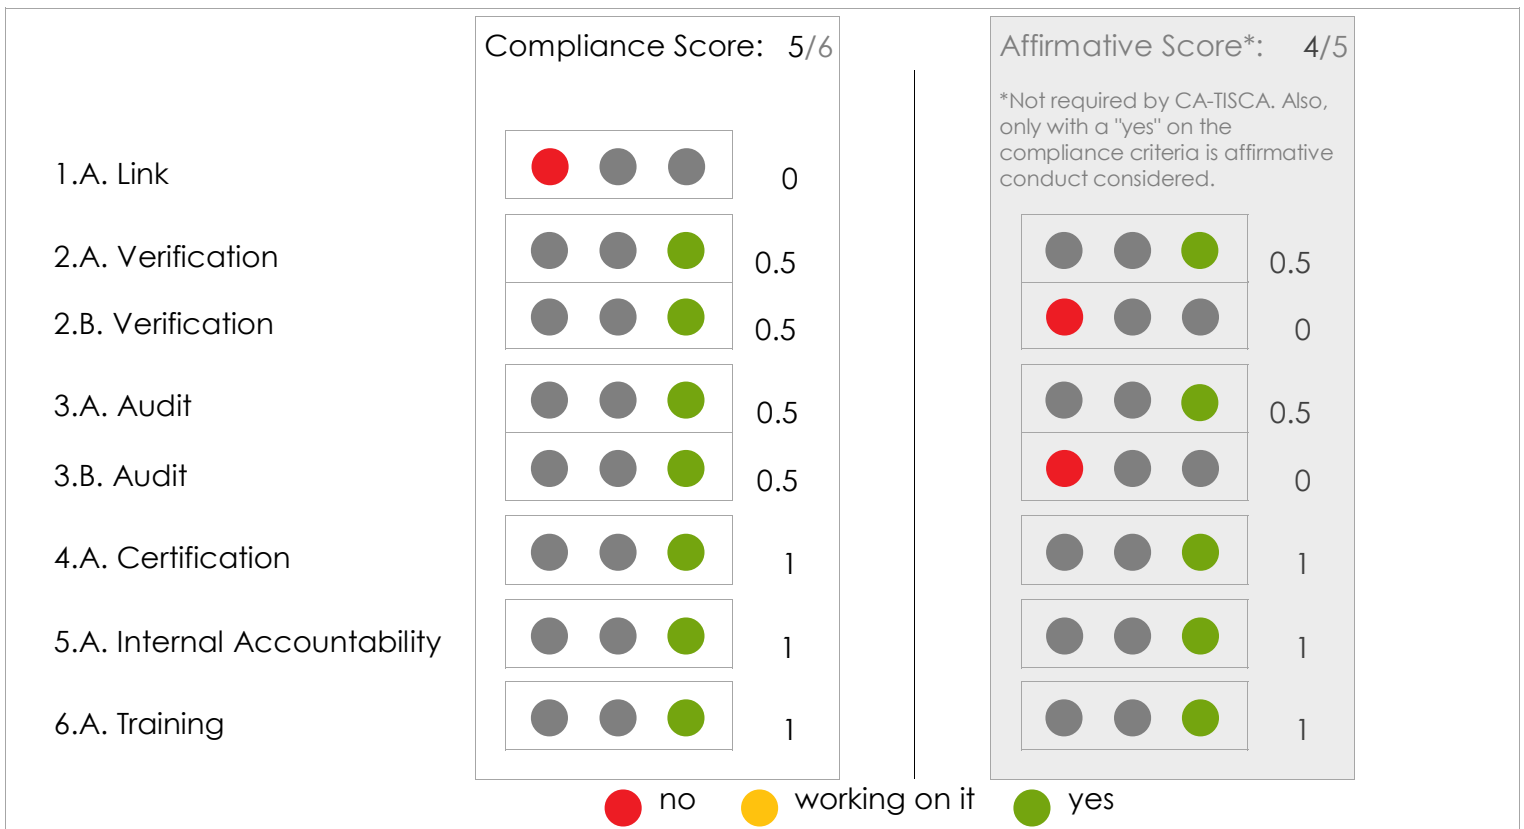 Compliance Score: 5/6
Affirmative Score*: 4/5
*Not required by CA-TISCA. Also,
only with a "yes" on the
compliance criteria is affirmative
conduct considered.
1.A. Link 0
2.A. Verification 0.5 0.5
2.B. Verification 0.5 0
3.A. Audit 0.5 0.5
3.B. Audit 0.5 0
4.A. Certification 1 1
5.A. Internal Accountability 1 1
6.A. Training 1 1
no working on it yes